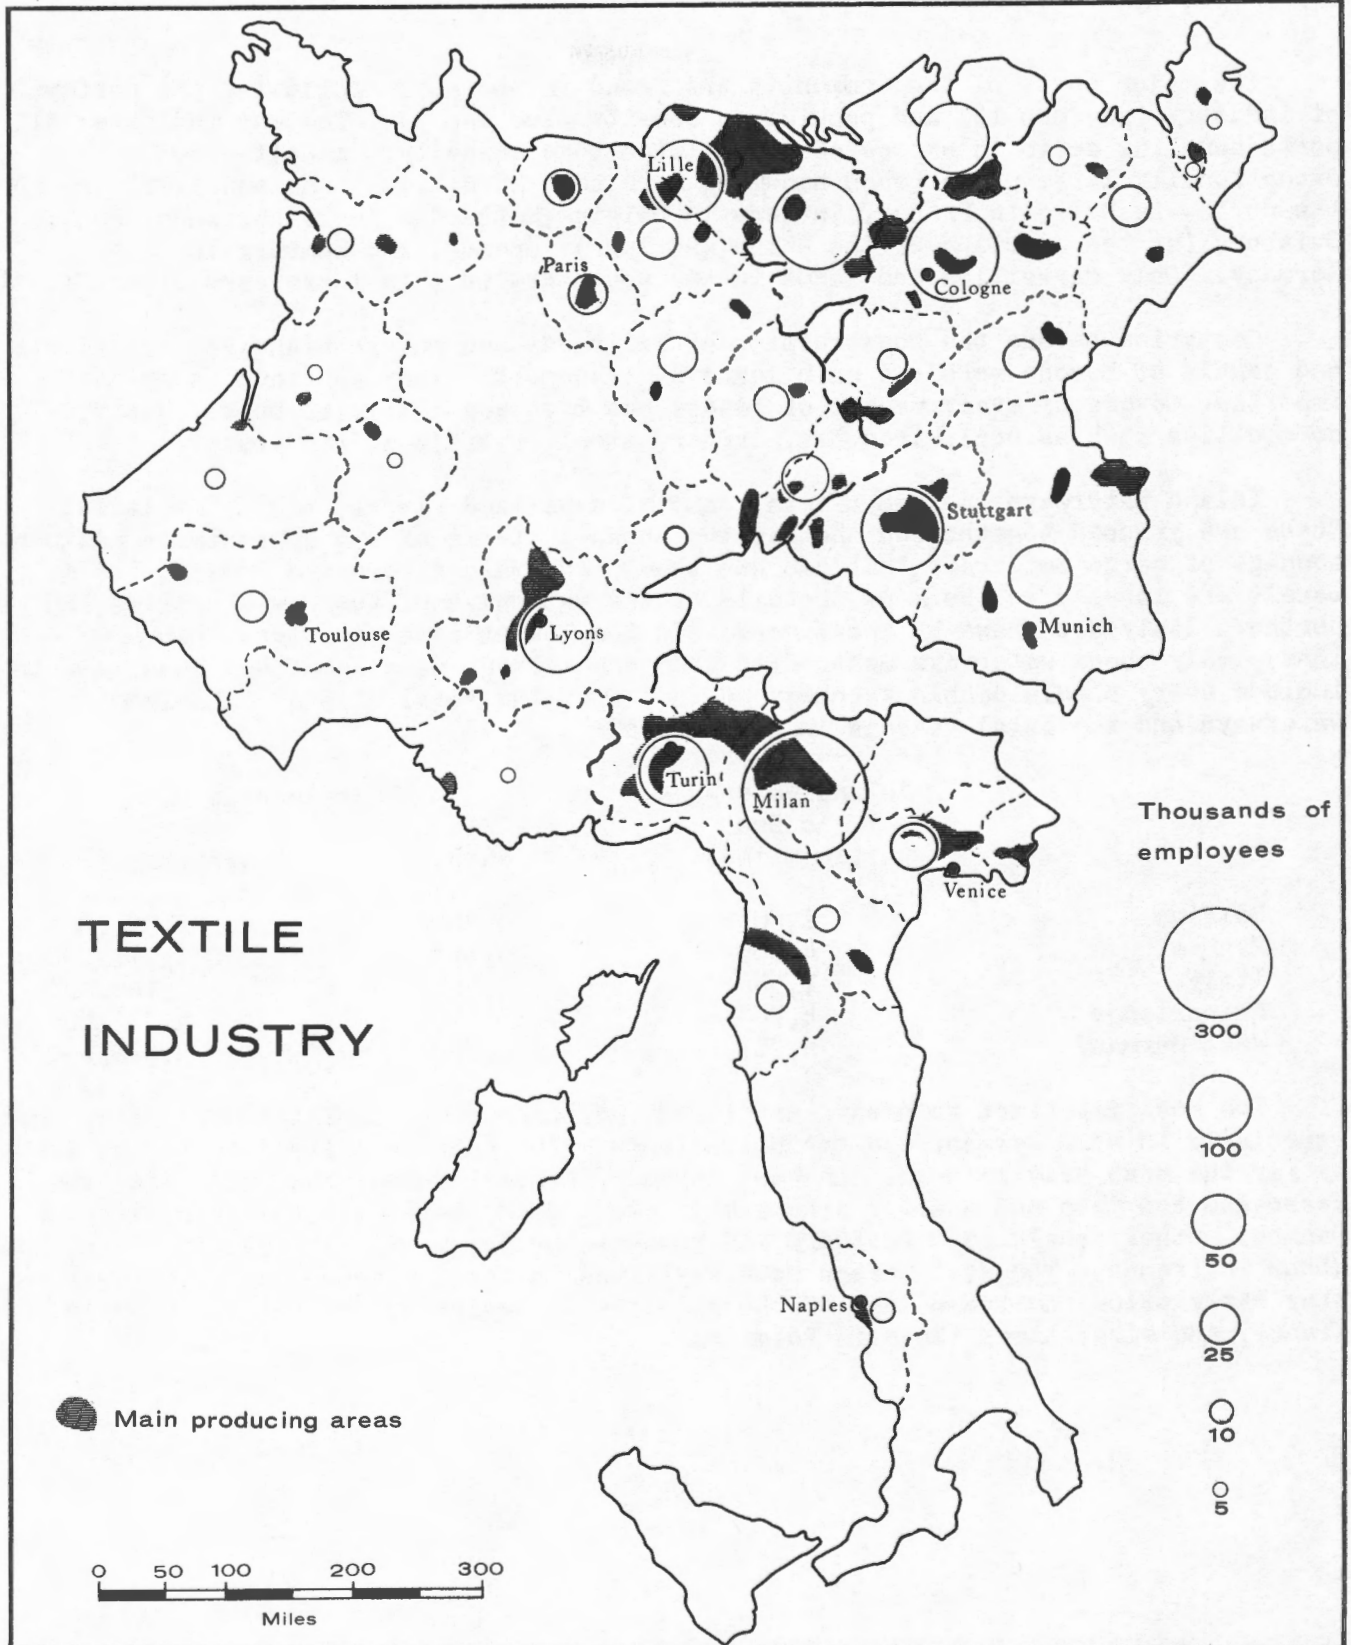 Lille
Paris
Cologne
Stuttgart
Toulouse
Lyons
Munich
Turin
Milan
Venice
Thousands of
employees
TEXTILE
INDUSTRY
300
100
50
Naples
25
Main producing areas
10
5
0 50 100 200 300
Miles